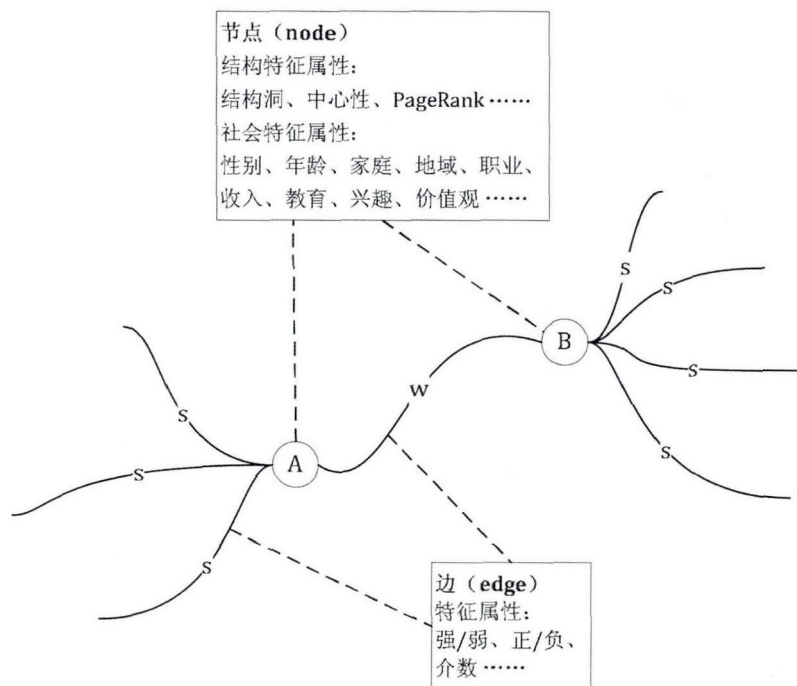 节点（node）
结构特征属性：
结构洞、中心性、PageRank……
社会特征属性：
性别、年龄、家庭、地域、职业、
收入、教育、兴趣、价值观……
S
S
B
S
S
W
S
S
A
S
边（edge）
特征属性：
强/弱、正/负、
介数……